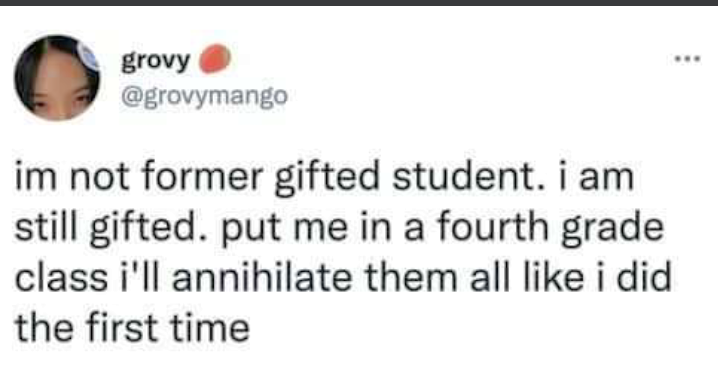 grovy 🥭
@grovymango
im not former gifted student. i am
still gifted. put me in a fourth grade
class i'll annihilate them all like i did
the first time